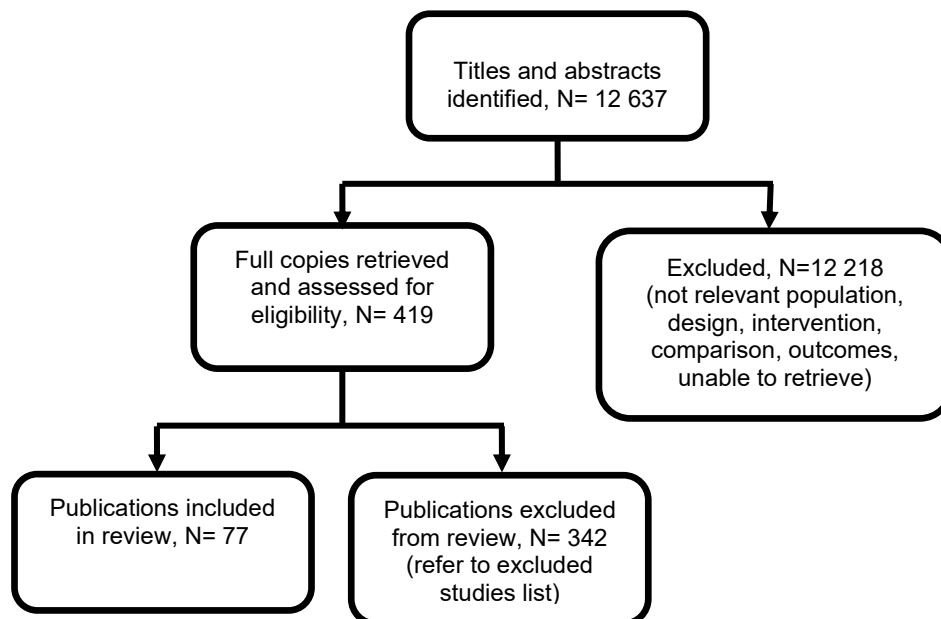 Titles and abstracts
identified, N= 12 637
Full copies retrieved
and assessed for
eligibility, N= 419
Excluded, N=12 218
(not relevant population,
design, intervention,
comparison, outcomes,
unable to retrieve)
Publications included
in review, N= 77
Publications excluded
from review, N= 342
(refer to excluded
studies list)